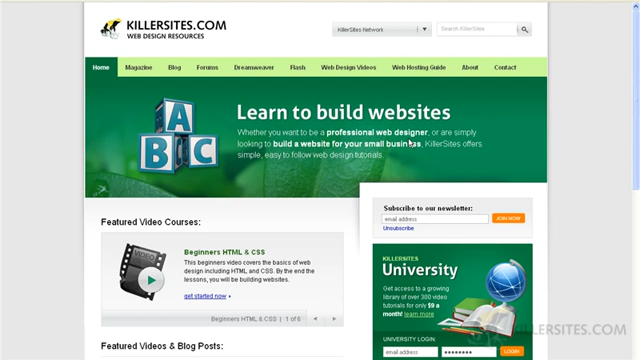 KILLERSITES.COM
WEB DESIGN RESOURCES
KillerSites Network
Search KillerSites
Home Magazine Blog Forums Dreamweaver Flash Web Design Videos Web Hosting Guide About Contact
A
B C
Learn to build websites
Whether you want to be a professional web designer, or are simply
looking to build a website for your small business, KillerSites offers
simple, easy to follow web design tutorials.
Subscribe to our newsletter:
email address JOIN NOW
Unsubscribe
Featured Video Courses:
Beginners HTML & CSS
This beginners video covers the basics of web
design including HTML and CSS. By the end the
lessons, you will be building websites.
get started now
Beginners HTML & CSS | 1 of 6
KILLERSITES
University
Get access to a growing
library of over 300 video
tutorials for only $9 a
month! learn more
UNIVERSITY LOGIN:
email address •••••••• LOGIN
Featured Videos & Blog Posts:
KILLERSITES.COM